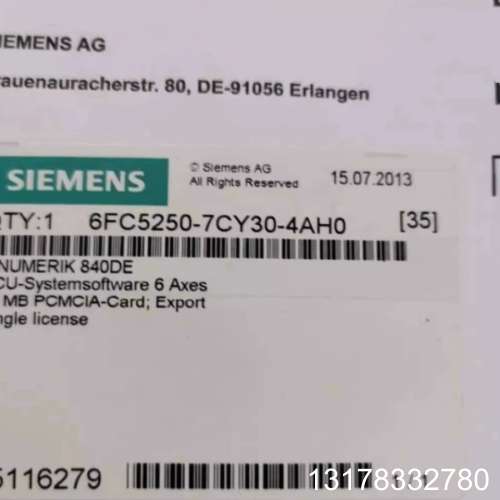 IEMENS AG
rauenauracherstr. 80, DE-91056 Erlangen
SIEMENS
© Siemens AG
All Rights Reserved
15.07.2013
QTY:1 6FC5250-7CY30-4AH0 [35]
NUMERIK 840DE
CU-Systemsoftware 6 Axes
MB PCMCIA-Card; Export
ngle license
5116279
13178332780